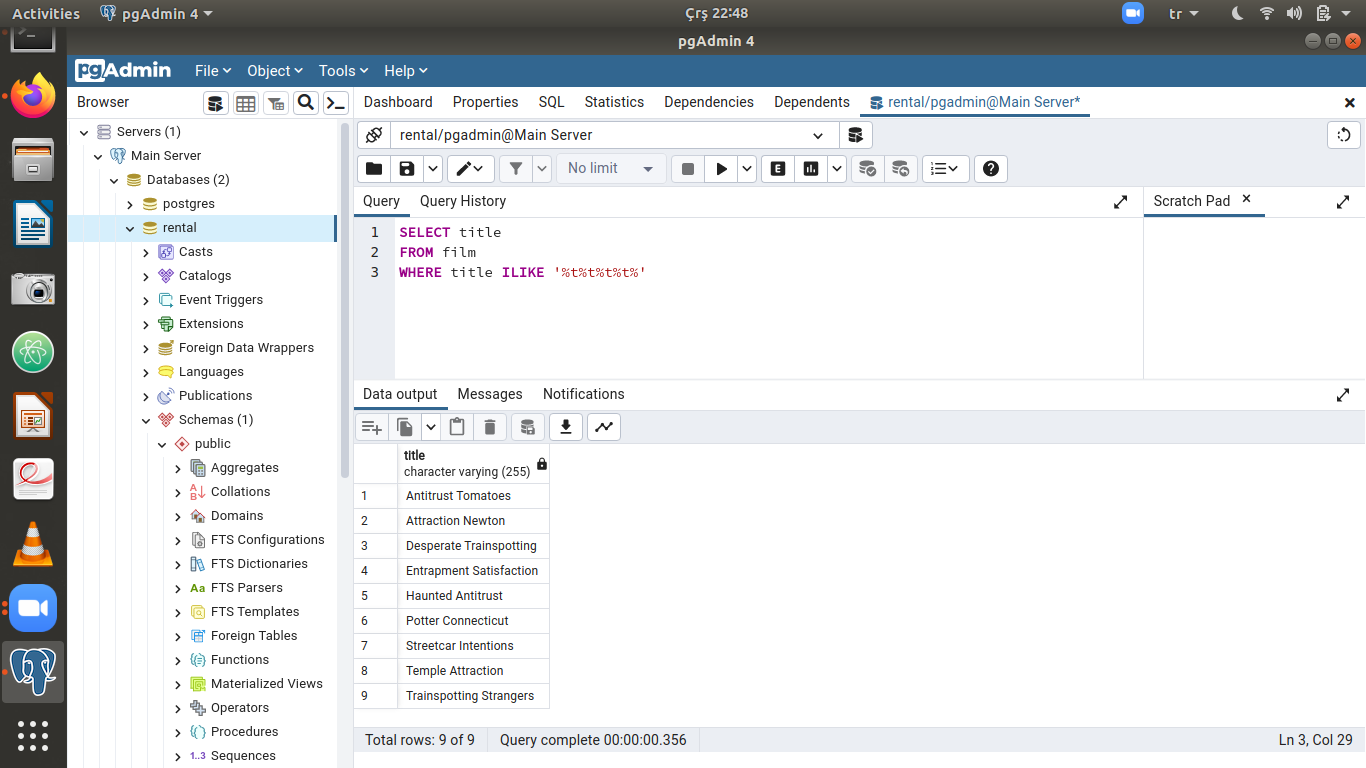 Activities pgAdmin 4 Çrş 22:48 tr
pgAdmin 4
pgAdmin File Object Tools Help
Browser
Dashboard Properties SQL Statistics Dependencies Dependents rental/pgadmin@Main Server*
Servers (1)
Main Server
Databases (2)
postgres
rental
Casts
Catalogs
Event Triggers
Extensions
Foreign Data Wrappers
Languages
Publications
Schemas (1)
public
Aggregates
Collations
Domains
FTS Configurations
FTS Dictionaries
Aa FTS Parsers
FTS Templates
Foreign Tables
Functions
Materialized Views
Operators
Procedures
1..3 Sequences
rental/pgadmin@Main Server
No limit
E
Query Query History
Scratch Pad
1 SELECT title
2 FROM film
3 WHERE title ILIKE '%t%t%t%t%'
Data output Messages Notifications
title
character varying (255)
1 Antitrust Tomatoes
2 Attraction Newton
3 Desperate Trainspotting
4 Entrapment Satisfaction
5 Haunted Antitrust
6 Potter Connecticut
7 Streetcar Intentions
8 Temple Attraction
9 Trainspotting Strangers
Total rows: 9 of 9 Query complete 00:00:00.356 Ln 3, Col 29